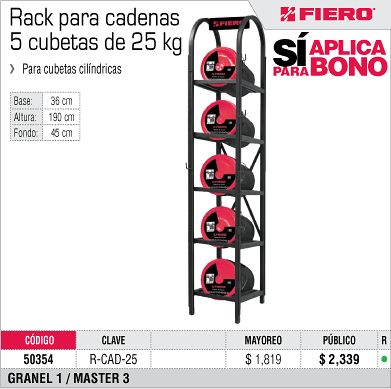 Rack para cadenas
5 cubetas de 25 kg
› Para cubetas cilíndricas
FIERO®
SÍ APLICA
PARA BONO
Base: 36 cm
Altura: 190 cm
Fondo: 45 cm
FIERO
CÓDIGO CLAVE MAYOREO PÚBLICO R
50354 R-CAD-25 $ 1,819 $ 2,339 ●
GRANEL 1 / MASTER 3